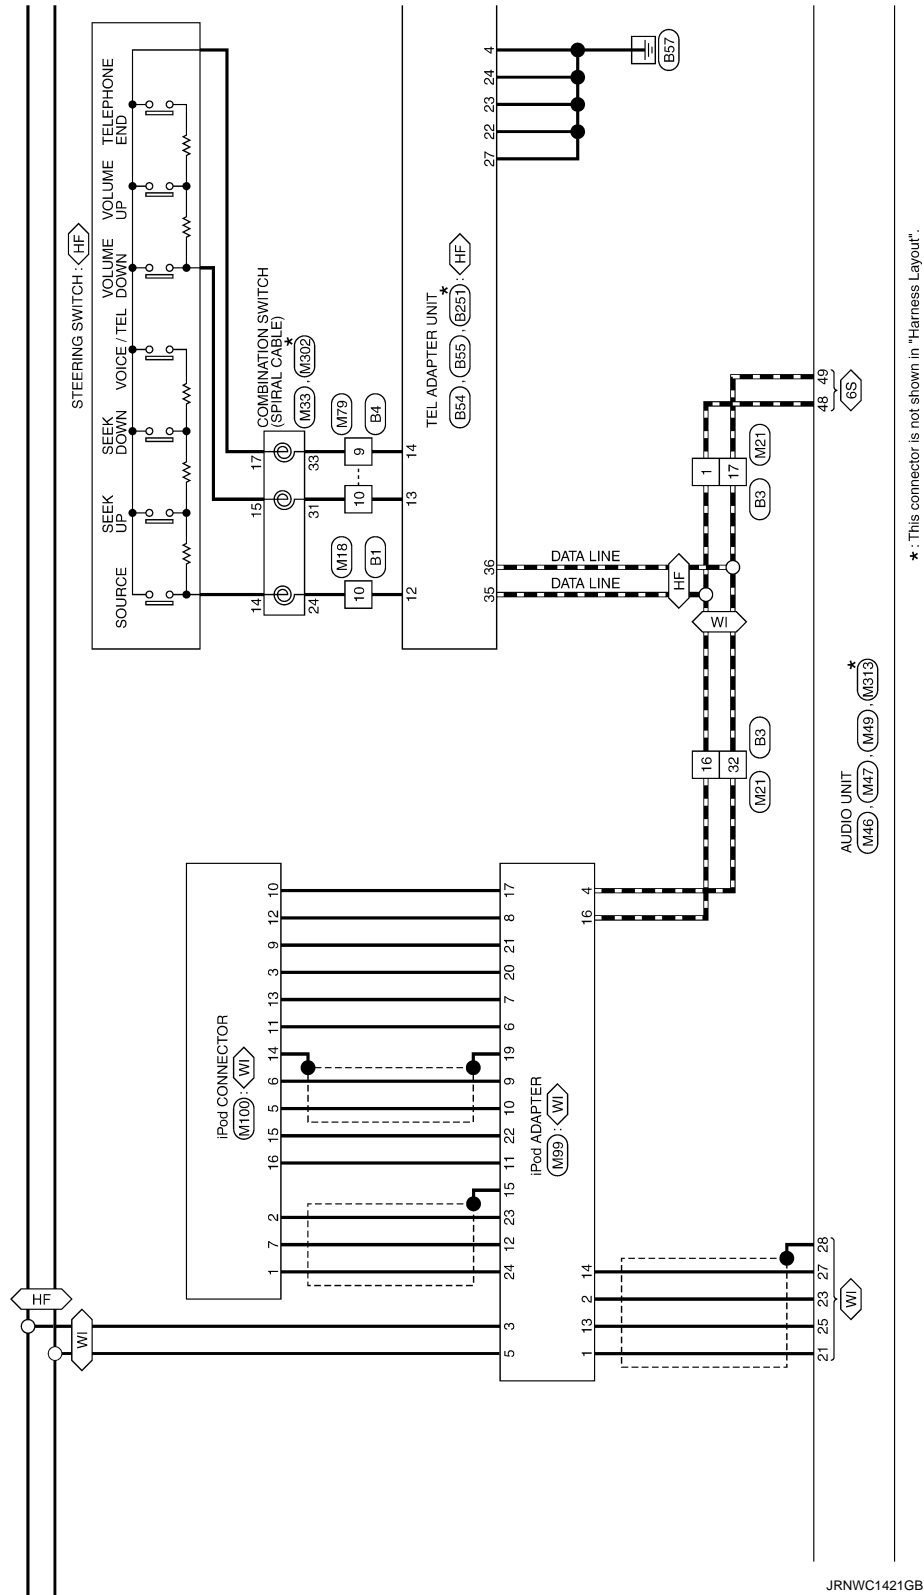 STEERING SWITCH : HF
SOURCE
SEEK UP
SEEK DOWN
VOICE / TEL
VOLUME DOWN
VOLUME UP
TELEPHONE END
14 15 17
COMBINATION SWITCH
(SPIRAL CABLE)
M33 , M302 *
24 31 33
M18 10 B1
10 9 M79 B4
12 13 14
TEL ADAPTER UNIT
B54 , B55 , B251 * : HF
35 36 27 22 23 24 4
B57
DATA LINE
DATA LINE
HF
HF
WI
iPod CONNECTOR
M100 : WI
1 7 2 16 15 5 6 14 11 13 3 9 12 10
5 3 24 12 23 15 11 22 10 9 19 6 7 20 21 8 17
iPod ADAPTER
M99 : WI
1 13 2 14 16 4
M21 16 32 B3
WI
B3 1 17 M21
21 25 23 27 28
WI
48 49
6S
AUDIO UNIT
M46 , M47 , M49 , M313 *
* : This connector is not shown in "Harness Layout".
JRNWC1421GB